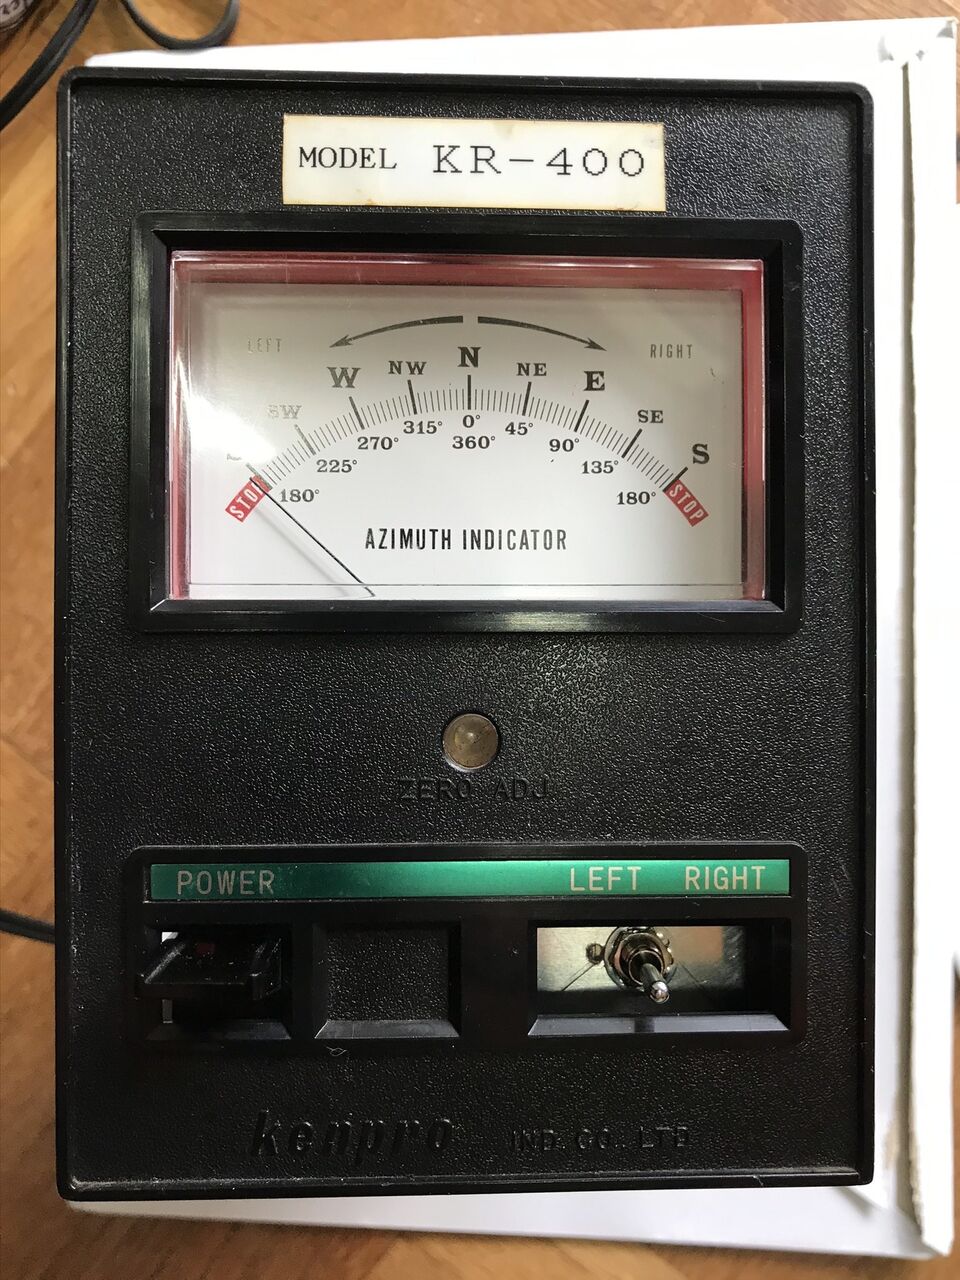 MODEL KR-400
LEFT RIGHT
W NW N NE E
SW SE
S
270° 315° 0° 45° 90°
360°
225° 135°
STOP 180° 180° STOP
AZIMUTH INDICATOR
ZERO ADJ
POWER LEFT RIGHT
kenpro IND. CO. LTD